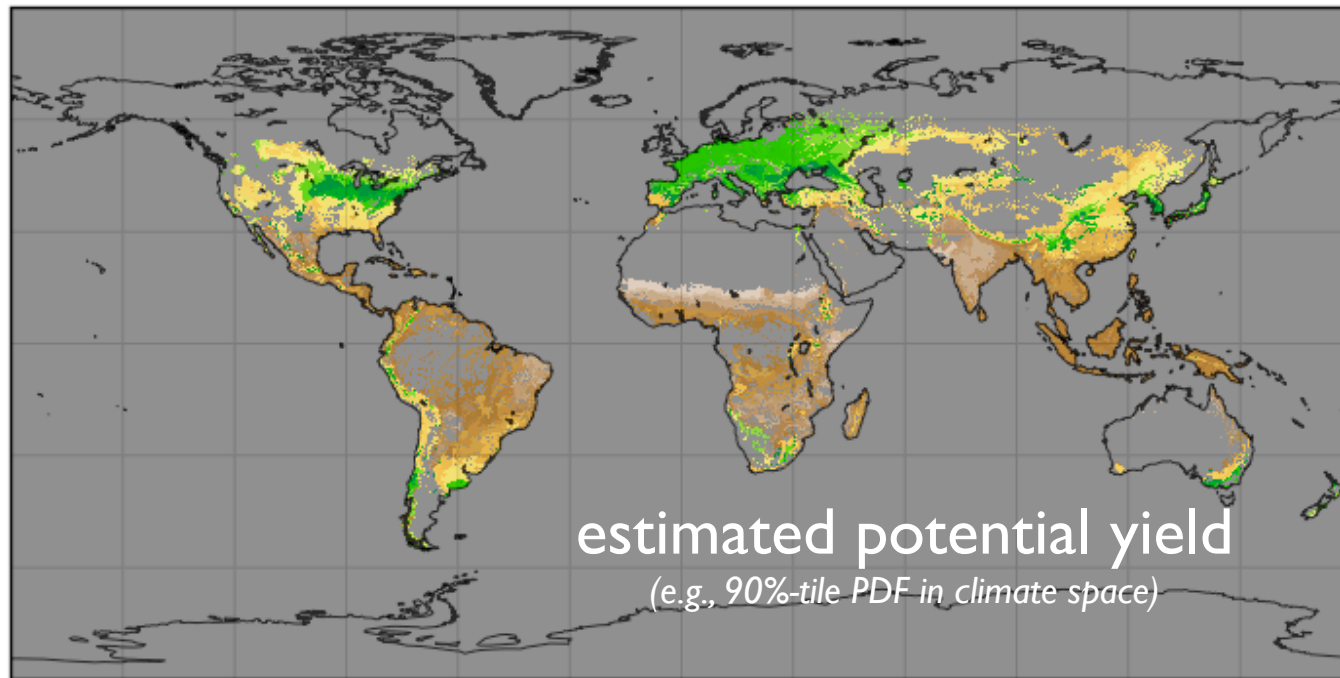 estimated potential yield
(e.g., 90%-tile PDF in climate space)